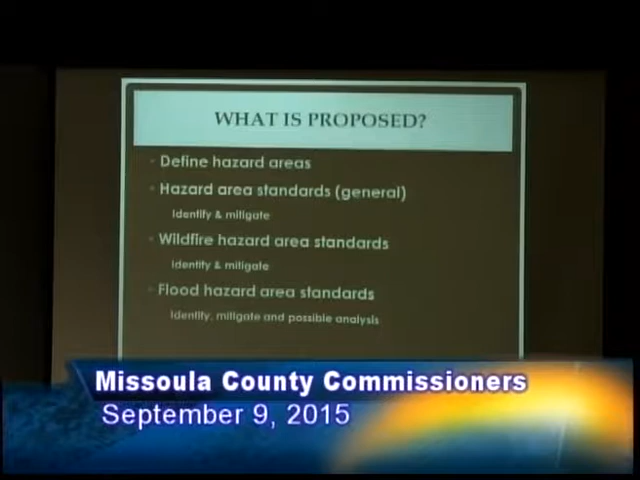 WHAT IS PROPOSED?
Define hazard areas
Hazard area standards (general)
Identify & mitigate
Wildfire hazard area standards
Identify & mitigate
Flood hazard area standards
Identify, mitigate and possible analysis
Missoula County Commissioners
September 9, 2015